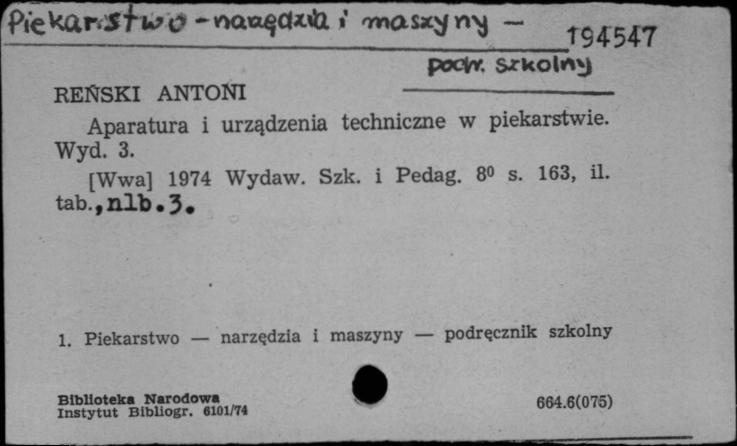 Piekarstwo - narzędzia i maszyny -
194547
podr. szkolny
REŃSKI ANTONI
Aparatura i urządzenia techniczne w piekarstwie.
Wyd. 3.
[Wwa] 1974 Wydaw. Szk. i Pedag. 8⁰ s. 163, il.
tab., nlb. 3.
1. Piekarstwo — narzędzia i maszyny — podręcznik szkolny
Biblioteka Narodowa
Instytut Bibliogr. 6101/74
664.6(075)